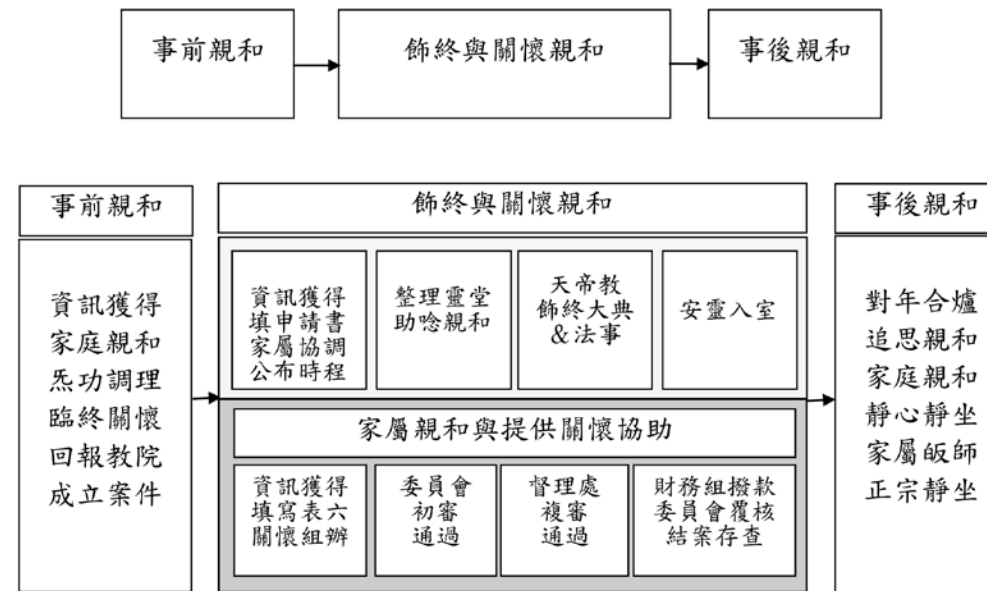 事前親和
飾終與關懷親和
事後親和
事前親和
資訊獲得
家庭親和
炁功調理
臨終關懷
回報教院
成立案件
飾終與關懷親和
資訊獲得
填申請書
家屬協調
公布時程
整理靈堂
助唸親和
天帝教
飾終大典
&法事
安靈入室
家屬親和與提供關懷協助
資訊獲得
填寫表六
關懷組辦
委員會
初審
通過
督理處
複審
通過
財務組撥款
委員會覆核
結案存查
事後親和
對年合爐
追思親和
家庭親和
靜心靜坐
家屬皈師
正宗靜坐